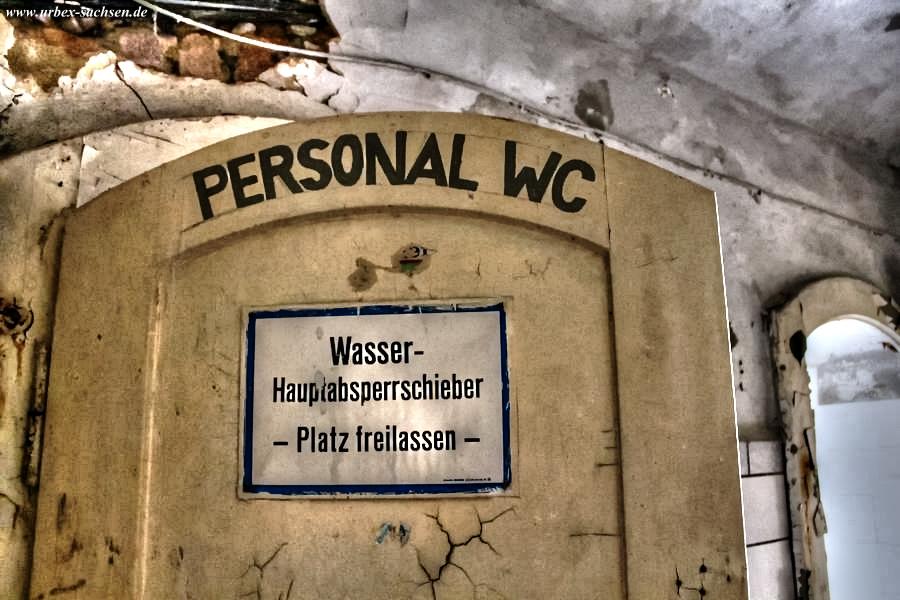 www.urbex-sachsen.de
PERSONAL WC
Wasser-
Hauptabsperrschieber
– Platz freilassen –